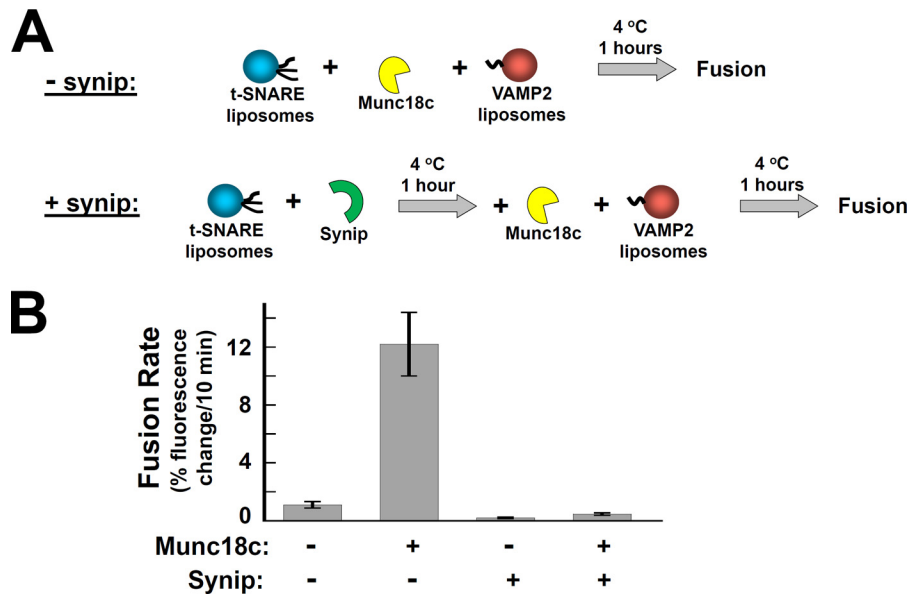 A
- synip:
t-SNARE
liposomes
+
Munc18c
+
VAMP2
liposomes
4 °C
1 hours
Fusion
+ synip:
t-SNARE
liposomes
+
Synip
4 °C
1 hour
+
Munc18c
+
VAMP2
liposomes
4 °C
1 hours
Fusion
B
Fusion Rate
(% fluorescence
change/10 min)
12
8
4
0
Munc18c: - + - +
Synip: - - + +